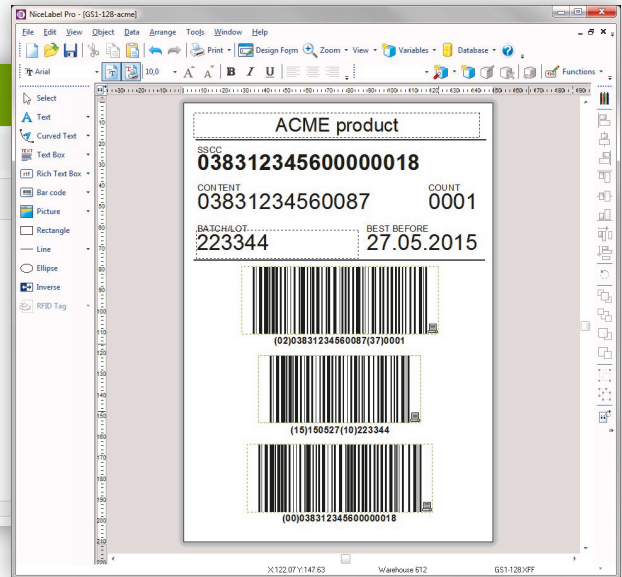 NiceLabel Pro - [GS1-128-acme]
File Edit View Object Data Arrange Tools Window Help
Print Design Form Zoom View Variables Database
Arial 10,0 Functions
Select
Text
Curved Text
Text Box
Rich Text Box
Bar code
Picture
Rectangle
Line
Ellipse
Inverse
RFID Tag
ACME product
SSCC
038312345600000018
CONTENT COUNT
03831234560087 0001
BATCH/LOT BEST BEFORE
223344 27.05.2015
(02)03831234560087(37)0001
(15)150527(10)223344
(00)038312345600000018
X:122.07 Y:147.63 Warehouse 612 GS1-128.XFF